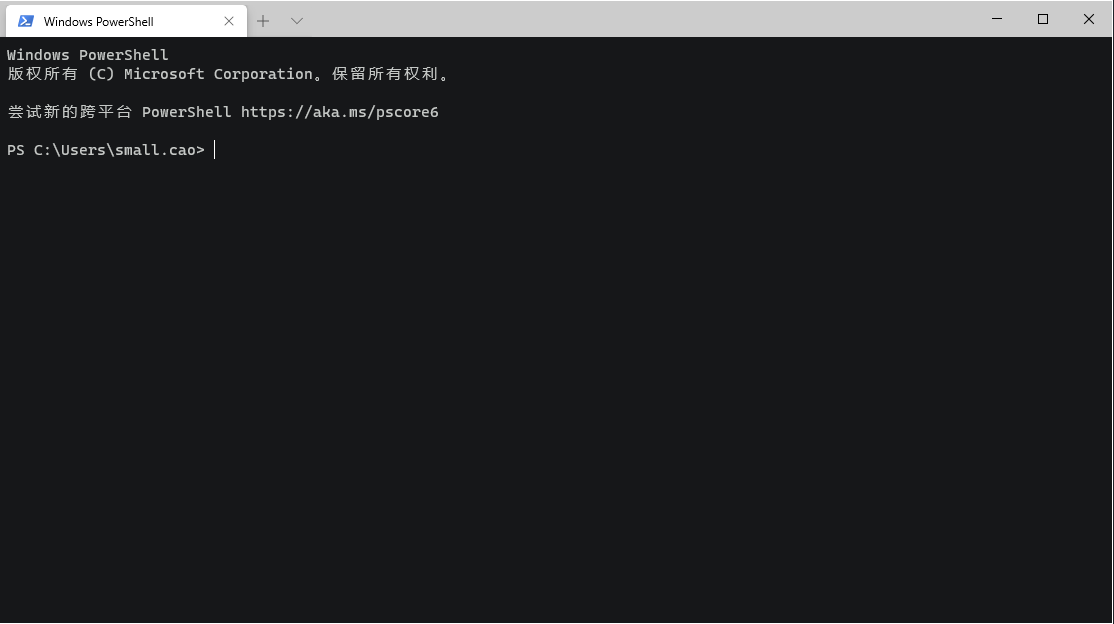 Windows PowerShell
Windows PowerShell
版权所有 (C) Microsoft Corporation。保留所有权利。
尝试新的跨平台 PowerShell https://aka.ms/pscore6
PS C:\Users\small.cao>